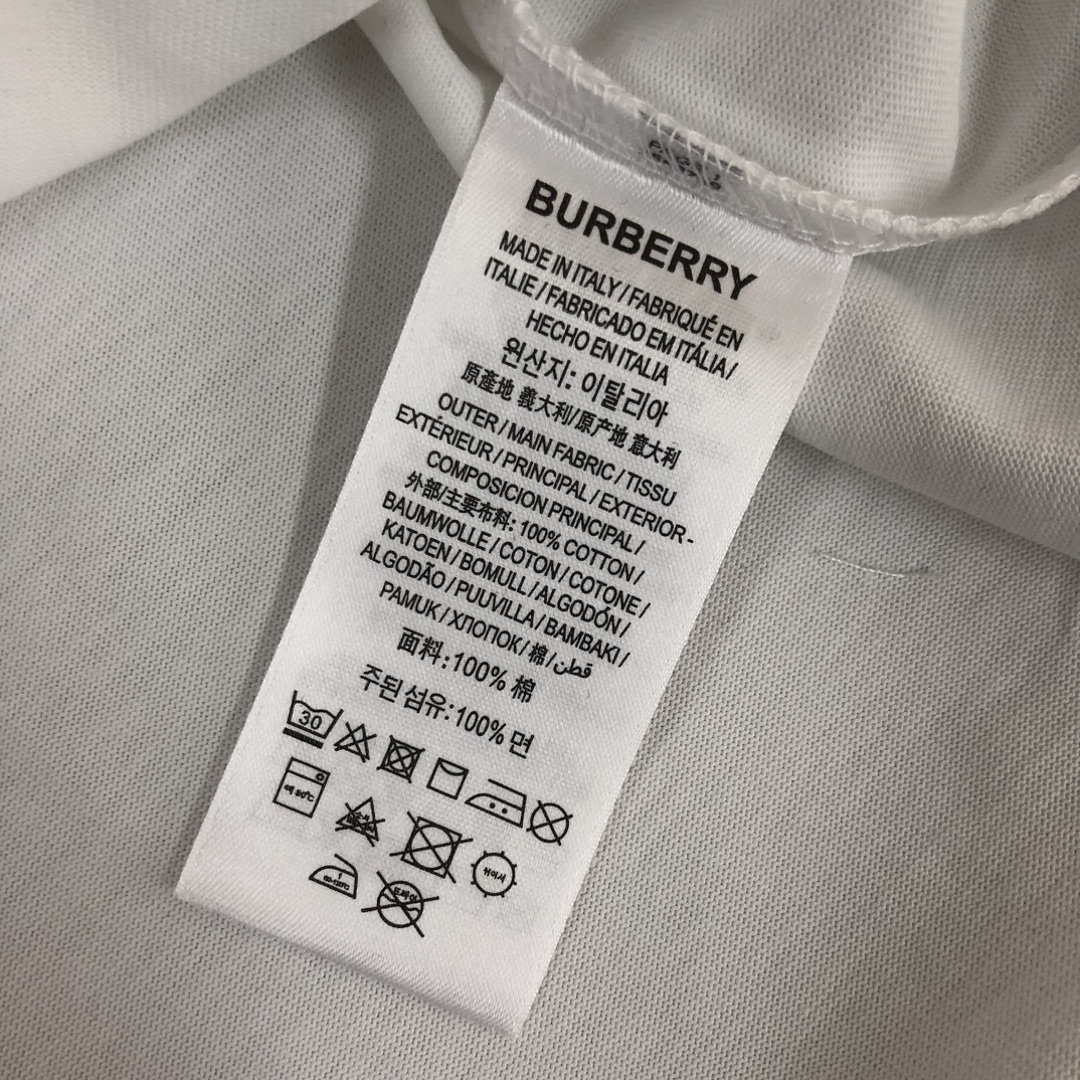 BURBERRY
MADE IN ITALY / FABRIQUÉ EN
ITALIE / FABRICADO EM ITÁLIA /
HECHO EN ITALIA
원산지: 이탈리아
原產地 義大利/原产地 意大利
OUTER / MAIN FABRIC / TISSU
EXTÉRIEUR / PRINCIPAL / EXTERIOR -
COMPOSICION PRINCIPAL /
外部/主要布料: 100% COTTON /
BAUMWOLLE / COTON / COTONE /
KATOEN / BOMULL / ALGODÓN /
ALGODÃO / PUUVILLA / BAMBAKI /
PAMUK / ХЛОПОК / 棉 / قطن
面料:100% 棉
주된 섬유:100% 면
30
뉘어서